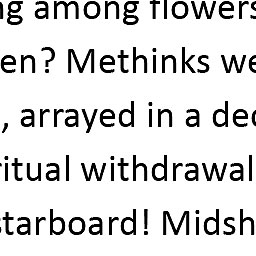 ng among flowers
en? Methinks we
, arrayed in a dec
ritual withdrawal
starboard! Midsh